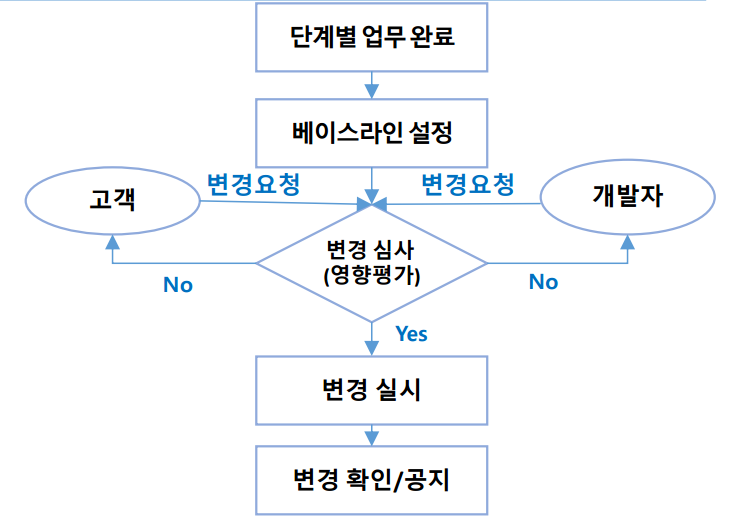 단계별 업무 완료
베이스라인 설정
고객
변경요청
변경요청
개발자
변경 심사
(영향평가)
No
No
Yes
변경 실시
변경 확인/공지